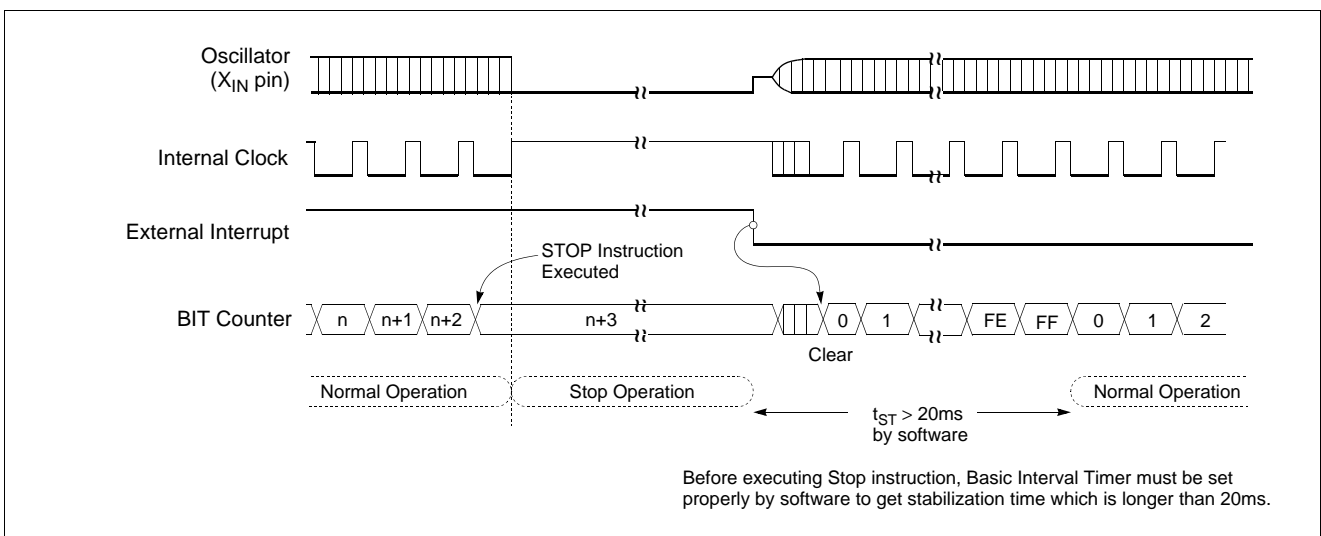 Oscillator
(XIN pin)
Internal Clock
External Interrupt
STOP Instruction
Executed
BIT Counter
n n+1 n+2 n+3 0 1 FE FF 0 1 2
Clear
Normal Operation Stop Operation Normal Operation
tST > 20ms
by software
Before executing Stop instruction, Basic Interval Timer must be set
properly by software to get stabilization time which is longer than 20ms.